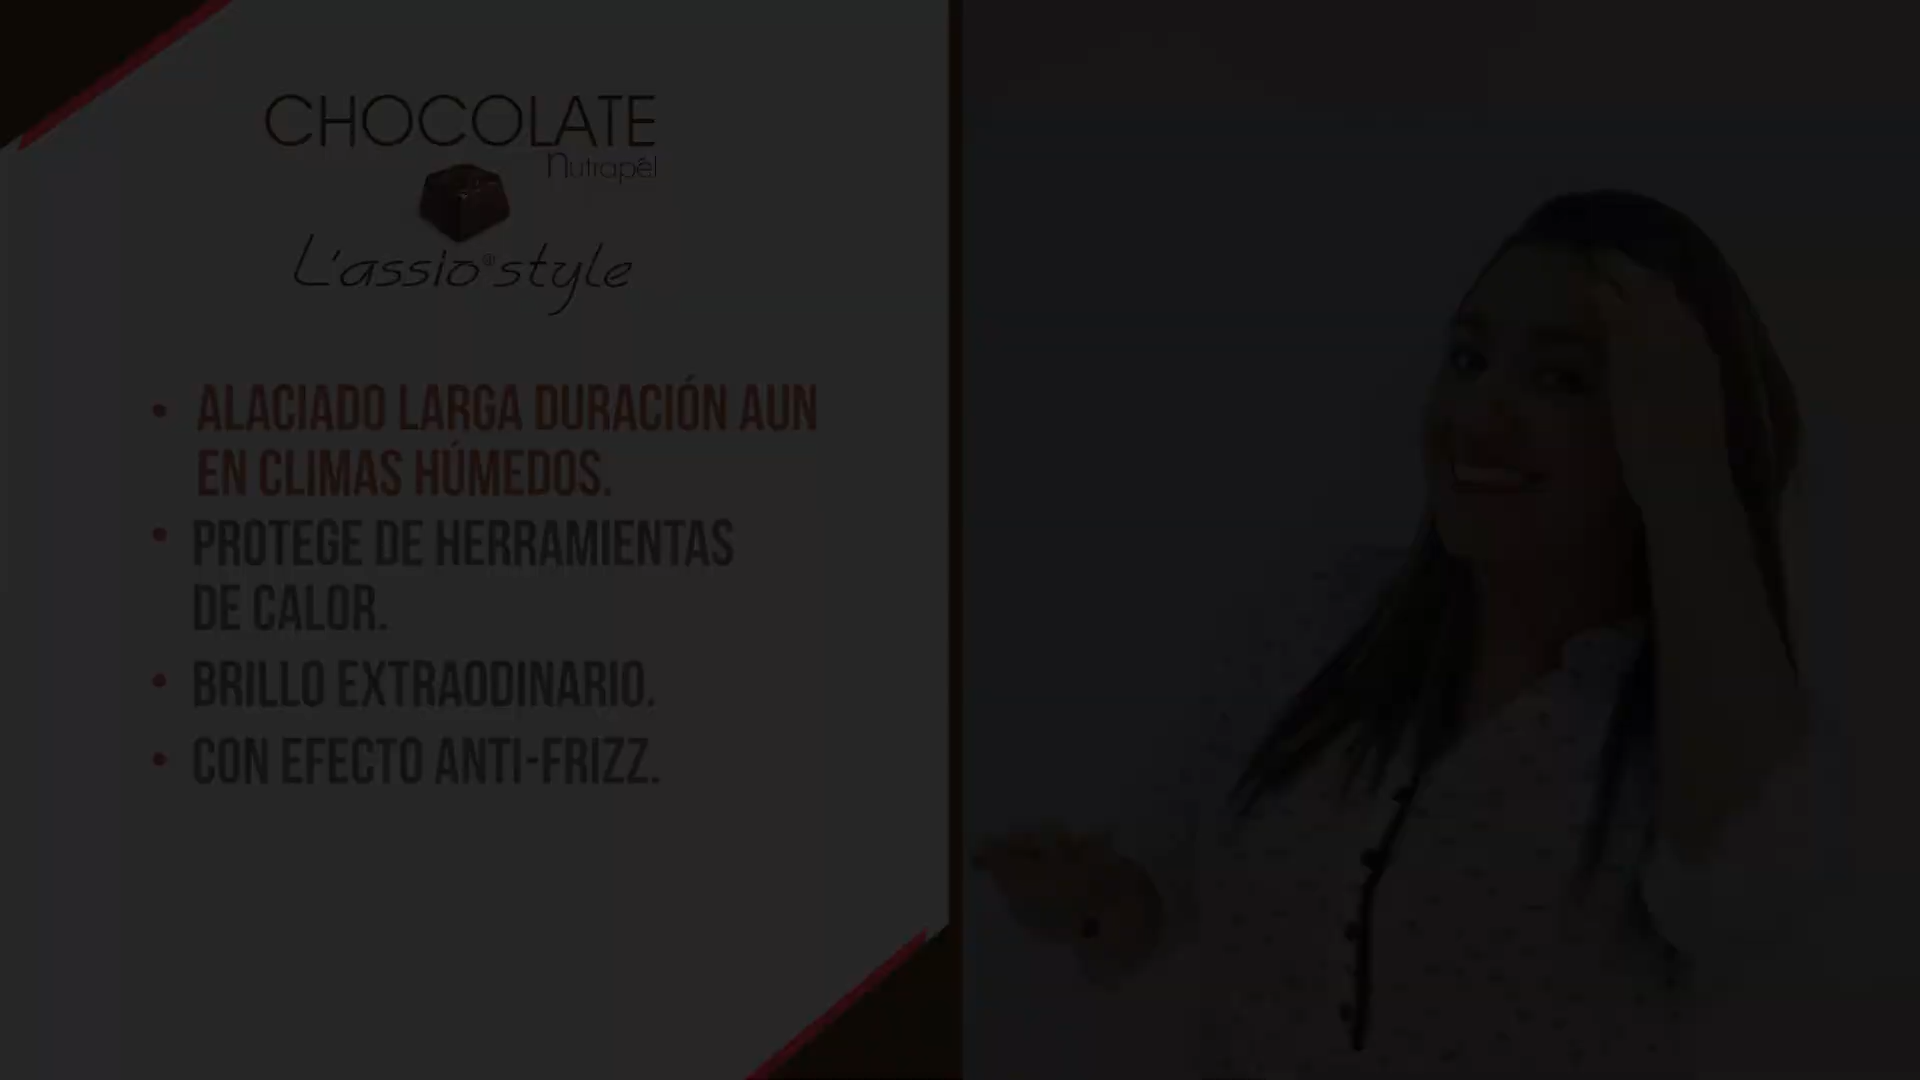 CHOCOLATE
Nutrapêl
L'assio®style
• ALACIADO LARGA DURACIÓN AUN
EN CLIMAS HÚMEDOS.
• PROTEGE DE HERRAMIENTAS
DE CALOR.
• BRILLO EXTRAODINARIO.
• CON EFECTO ANTI-FRIZZ.